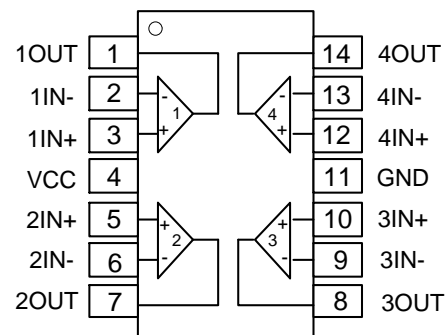 1OUT 1 14 4OUT
1IN- 2 - - 13 4IN-
1 4
1IN+ 3 + + 12 4IN+
VCC 4 11 GND
2IN+ 5 + + 10 3IN+
2 3
2IN- 6 - - 9 3IN-
2OUT 7 8 3OUT